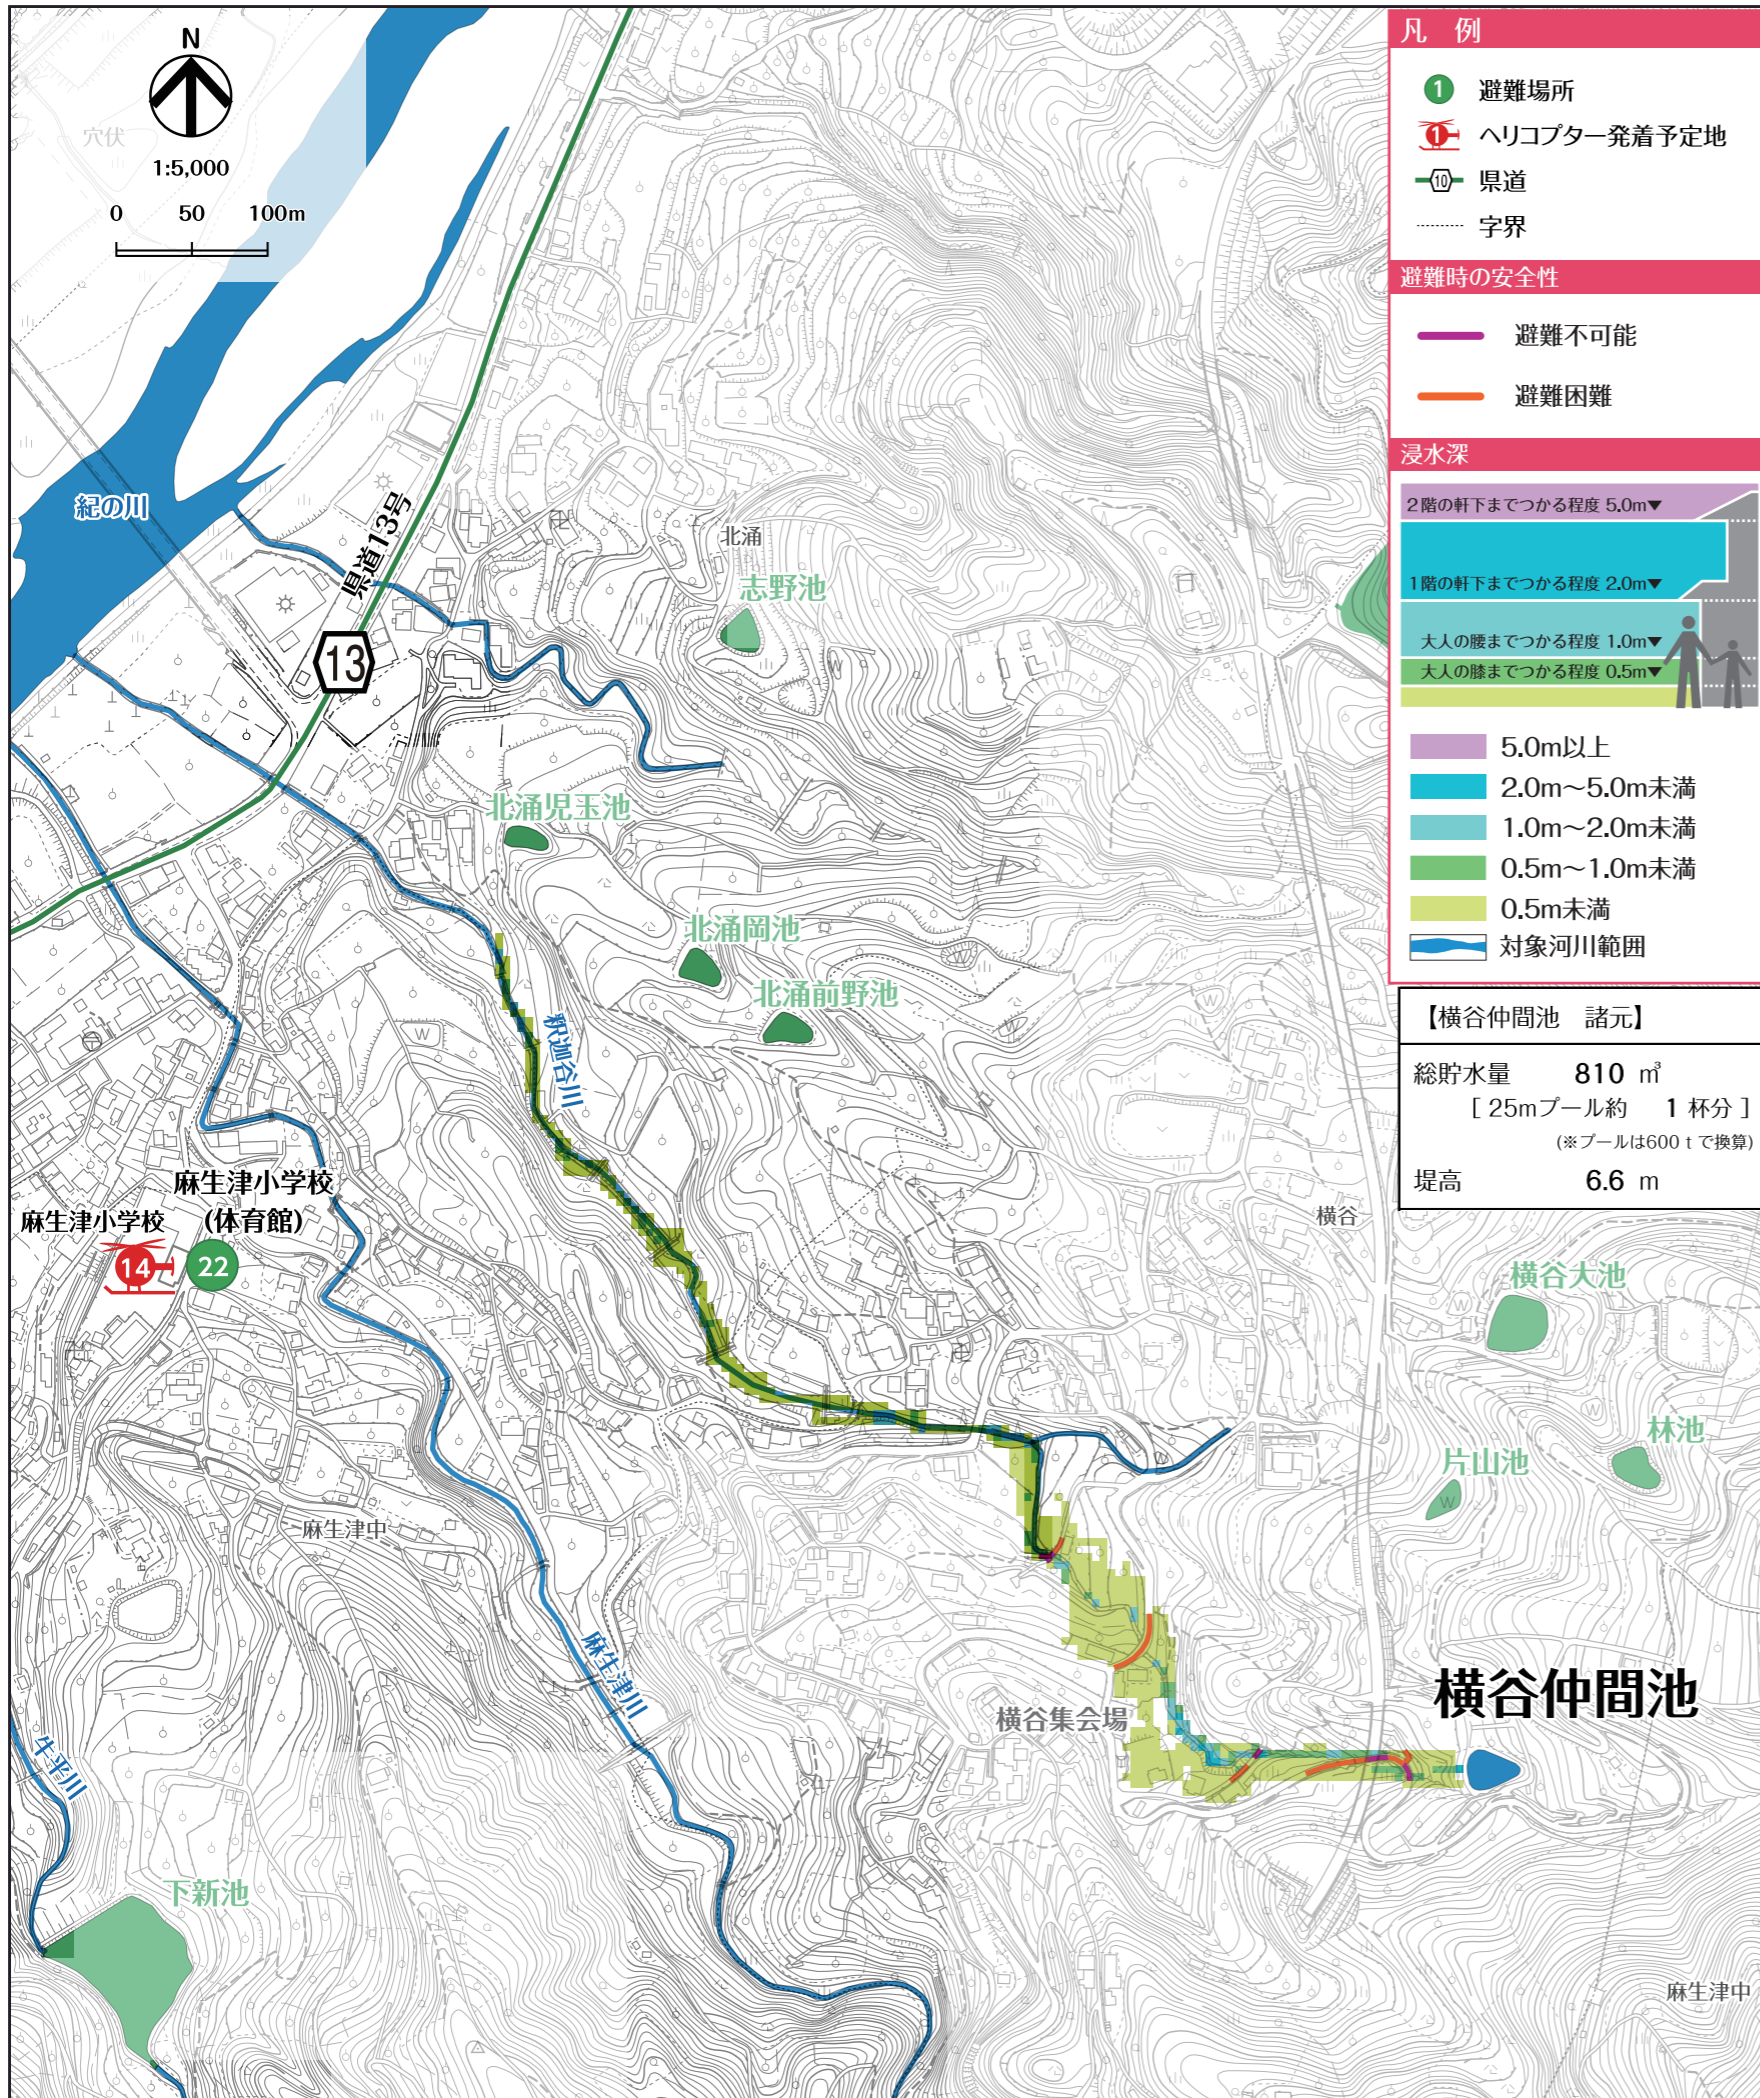 N
1:5,000
0 50 100m
穴伏
紀の川
県道13号
13
北涌
志野池
北涌児玉池
北涌岡池
北涌前野池
釈迦谷川
麻生津小学校
(体育館)
麻生津小学校
14
22
横谷
横谷大池
林池
片山池
W
麻生津中
麻生津川
横谷集会場
横谷仲間池
牛平川
下新池
麻生津中
凡 例
1 避難場所
1 ヘリコプター発着予定地
10 県道
字界
避難時の安全性
避難不可能
避難困難
浸水深
2階の軒下までつかる程度 5.0m▼
1階の軒下までつかる程度 2.0m▼
大人の腰までつかる程度 1.0m▼
大人の膝までつかる程度 0.5m▼
5.0m以上
2.0m～5.0m未満
1.0m～2.0m未満
0.5m～1.0m未満
0.5m未満
対象河川範囲
【横谷仲間池 諸元】
総貯水量 810 ㎥
[ 25mプール約 1 杯分 ]
(※プールは600ｔで換算)
堤高 6.6 m